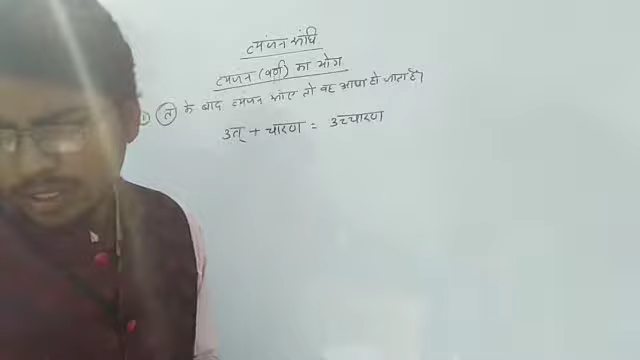 व्यंजन संधि
व्यंजन (वर्ण) का योग
① त् के बाद व्यंजन आए तो वह आधा हो जाता है।
उत् + चारण = उच्चारण